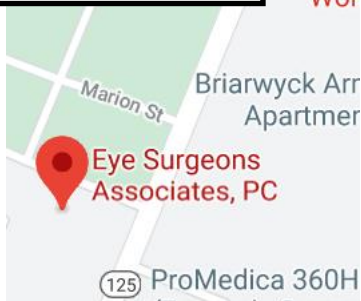 Marion St
Briarwyck
Apartmen
Eye Surgeons
Associates, PC
125 ProMedica 360H